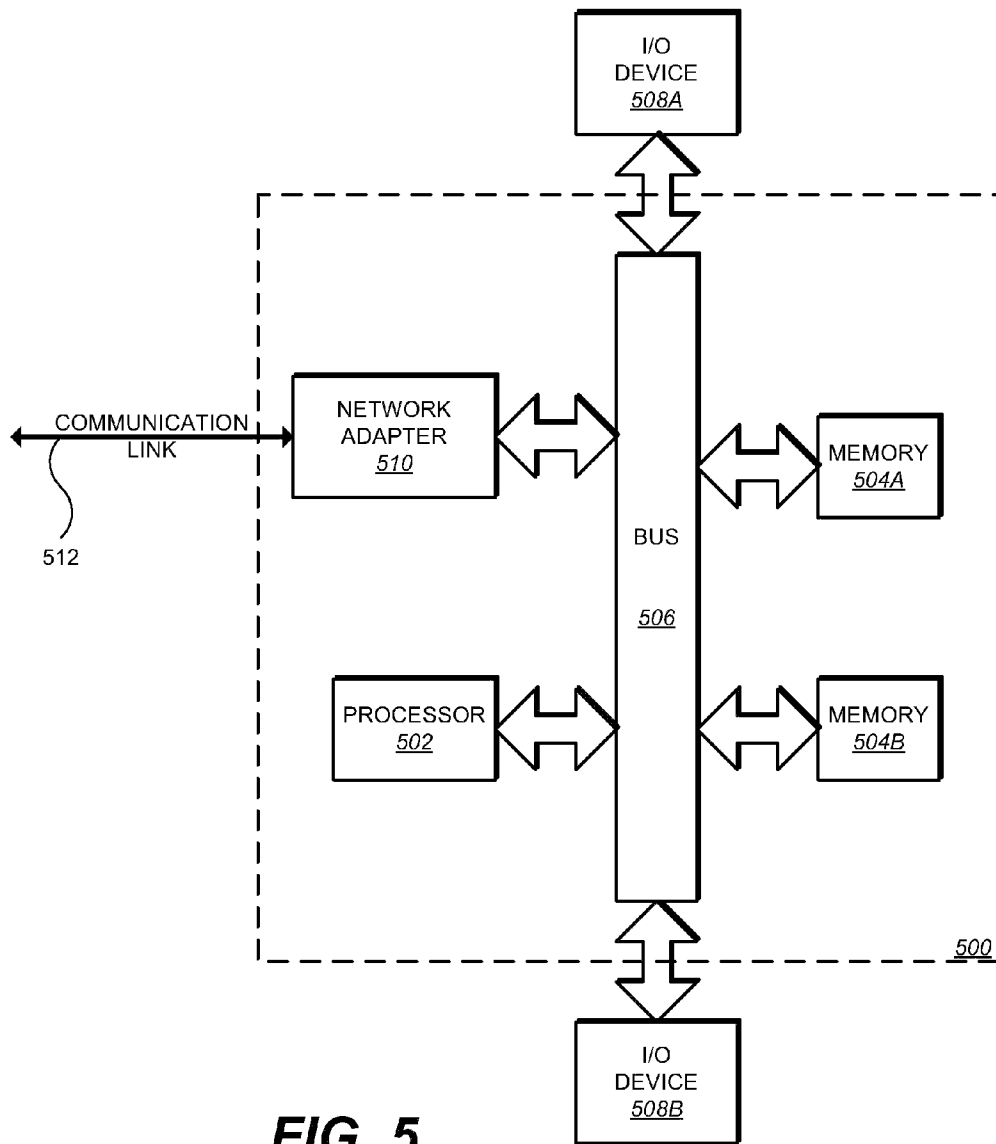 I/O
DEVICE
508A
NETWORK
ADAPTER
510
COMMUNICATION
LINK
512
MEMORY
504A
BUS
506
PROCESSOR
502
MEMORY
504B
500
I/O
DEVICE
508B
FIG. 5